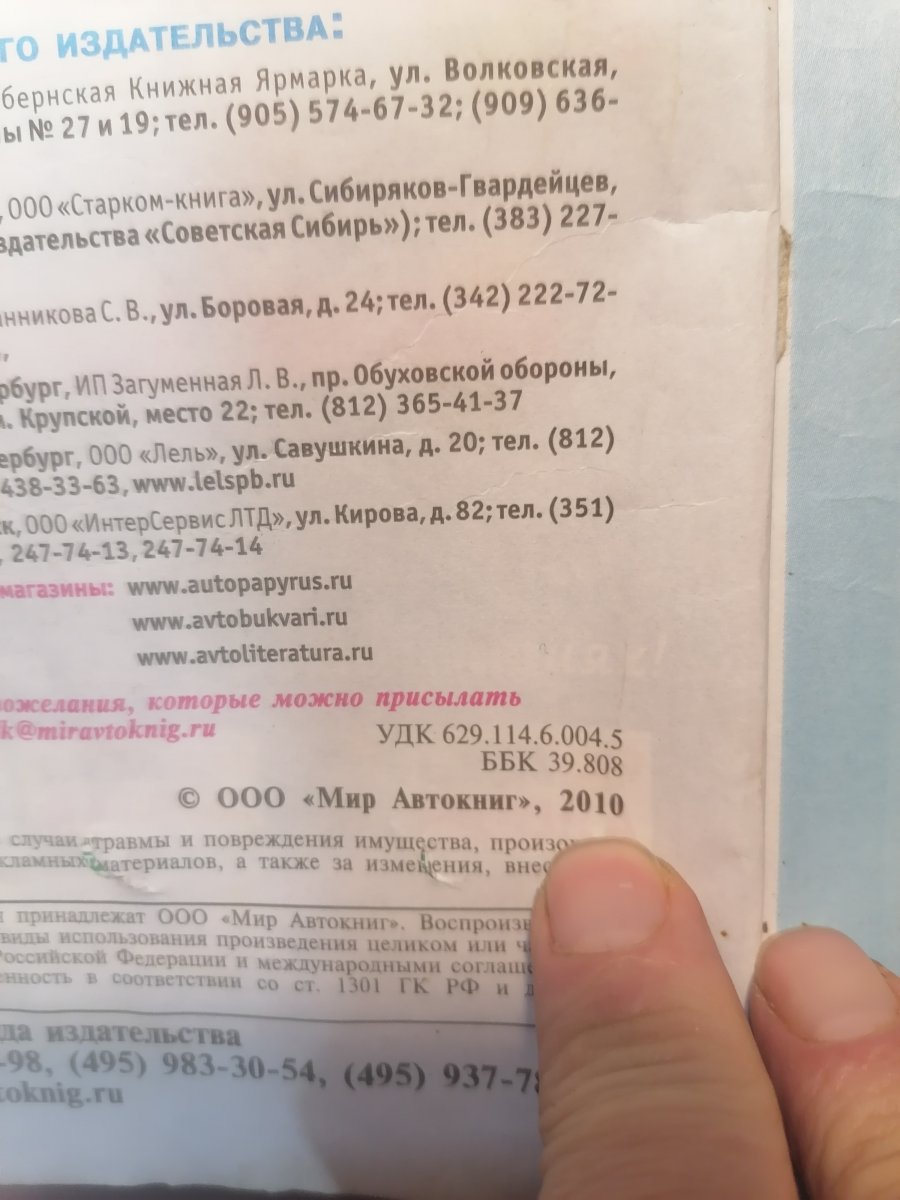 ГО ИЗДАТЕЛЬСТВА:
бернская Книжная Ярмарка, ул. Волковская,
ы № 27 и 19; тел. (905) 574-67-32; (909) 636-
, ООО «Старком-книга», ул. Сибиряков-Гвардейцев,
здательства «Советская Сибирь»); тел. (383) 227-
нникова С. В., ул. Боровая, д. 24; тел. (342) 222-72-
рбург, ИП Загуменная Л. В., пр. Обуховской обороны,
. Крупской, место 22; тел. (812) 365-41-37
ербург, ООО «Лель», ул. Савушкина, д. 20; тел. (812)
438-33-63, www.lelspb.ru
к, ООО «ИнтерСервис ЛТД», ул. Кирова, д. 82; тел. (351)
, 247-74-13, 247-74-14
магазины: www.autopapyrus.ru
www.avtobukvari.ru
www.avtoliteratura.ru
ожелания, которые можно присылать
k@miravtoknig.ru
УДК 629.114.6.004.5
ББК 39.808
© ООО «Мир Автокниг», 2010
случаи травмы и повреждения имущества, произо
кламных материалов, а также за изменения, внес
и принадлежат ООО «Мир Автокниг». Воспроизв
виды использования произведения целиком или ч
Российской Федерации и международными соглаше
енность в соответствии со ст. 1301 ГК РФ и д
да издательства
-98, (495) 983-30-54, (495) 937-78
toknig.ru